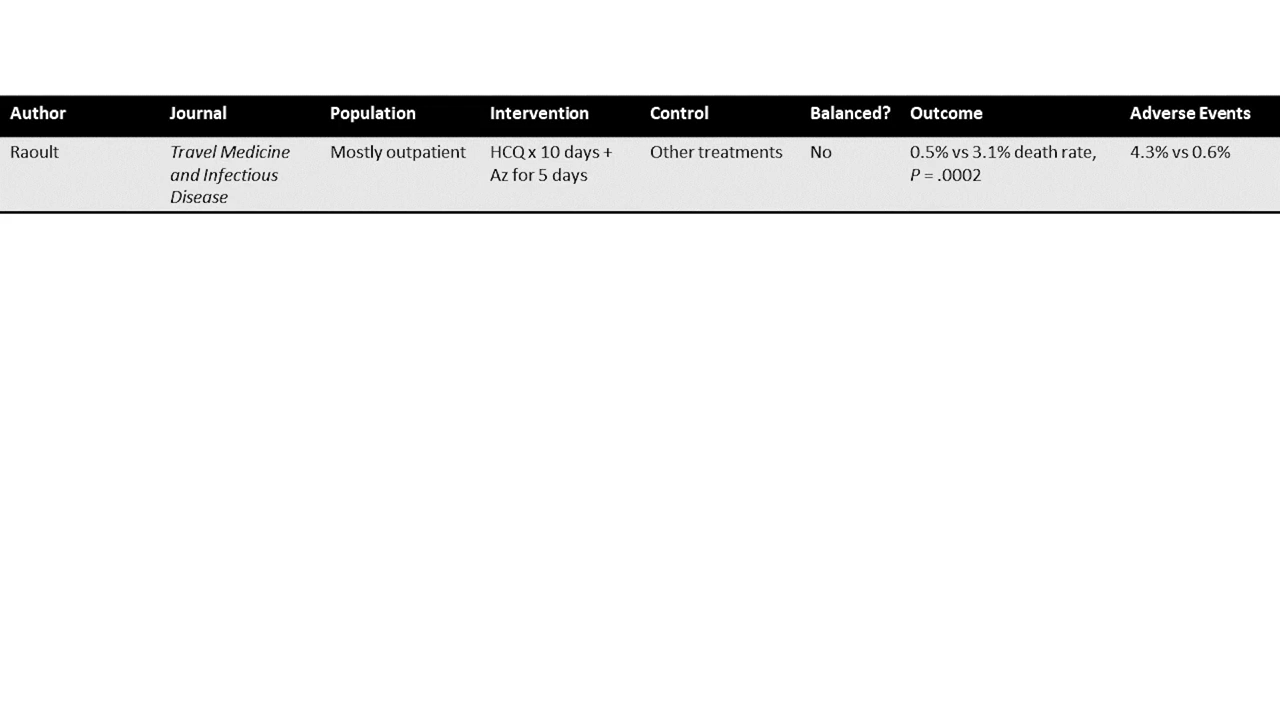 Author Journal Population Intervention Control Balanced? Outcome Adverse Events
Raoult Travel Medicine Mostly outpatient HCQ x 10 days + Other treatments No 0.5% vs 3.1% death rate, 4.3% vs 0.6%
and Infectious Az for 5 days P = .0002
Disease